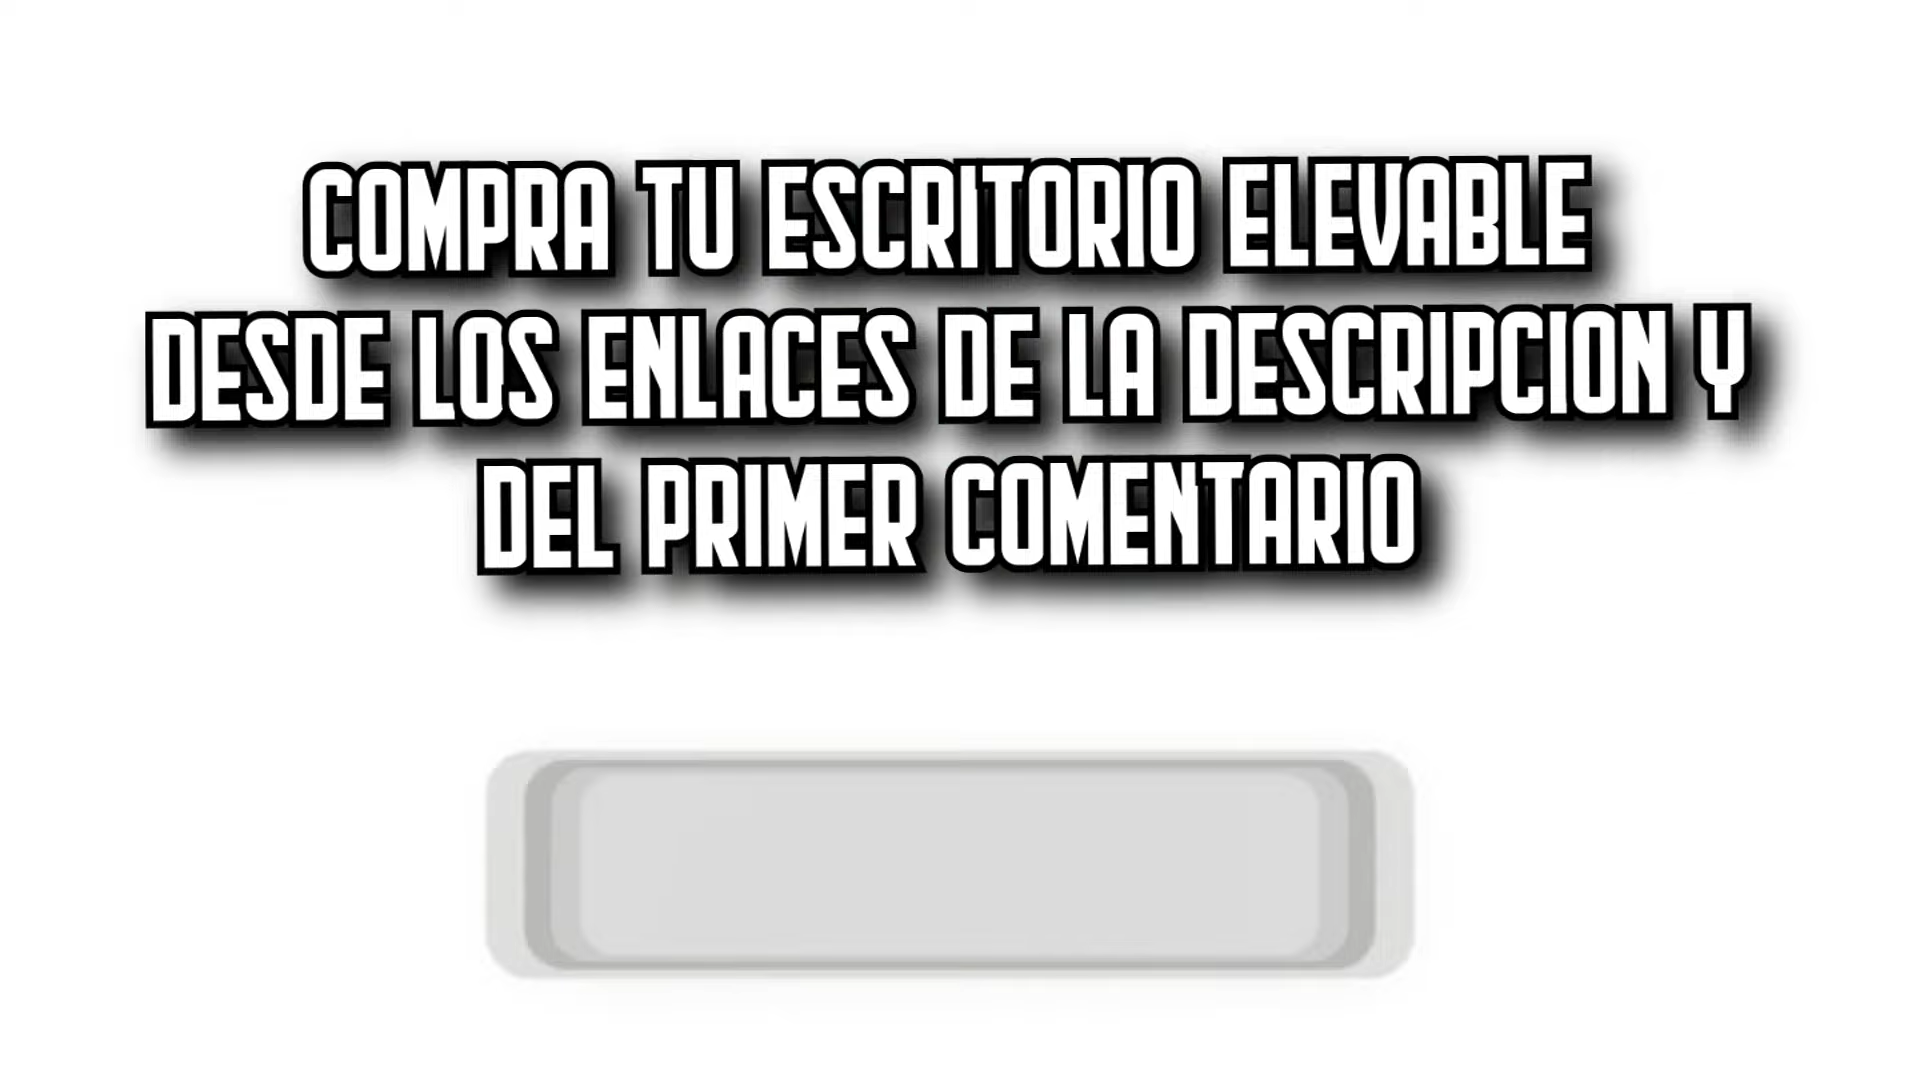 COMPRA TU ESCRITORIO ELEVABLE
DESDE LOS ENLACES DE LA DESCRIPCION Y
DEL PRIMER COMENTARIO